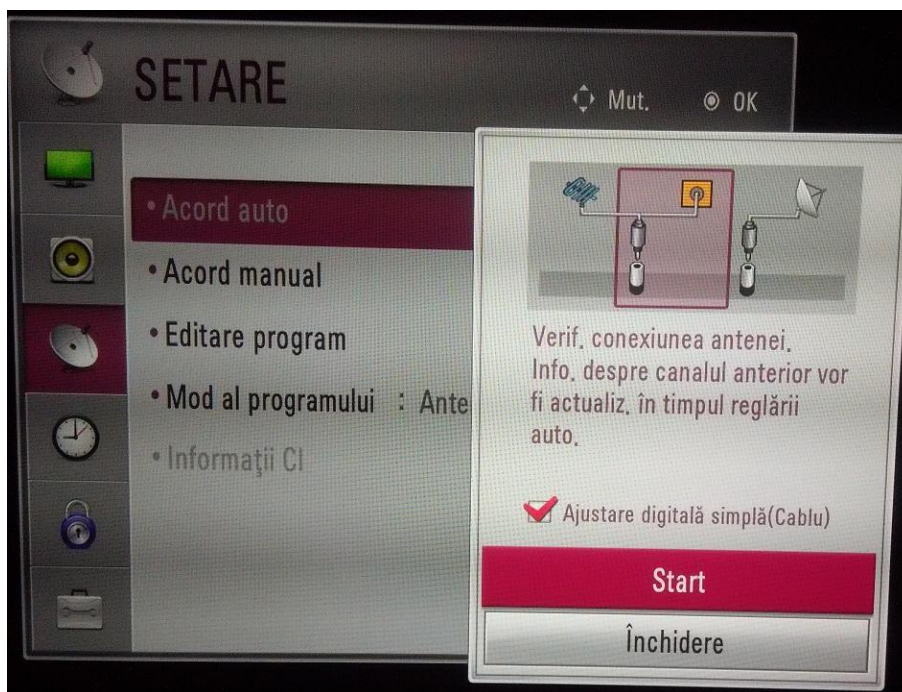 SETARE
Mut.
OK
• Acord auto
• Acord manual
• Editare program
• Mod al programului : Ante
• Informaţii CI
Verif. conexiunea antenei.
Info. despre canalul anterior vor
fi actualiz. în timpul reglării
auto.
Ajustare digitală simplă(Cablu)
Start
Închidere